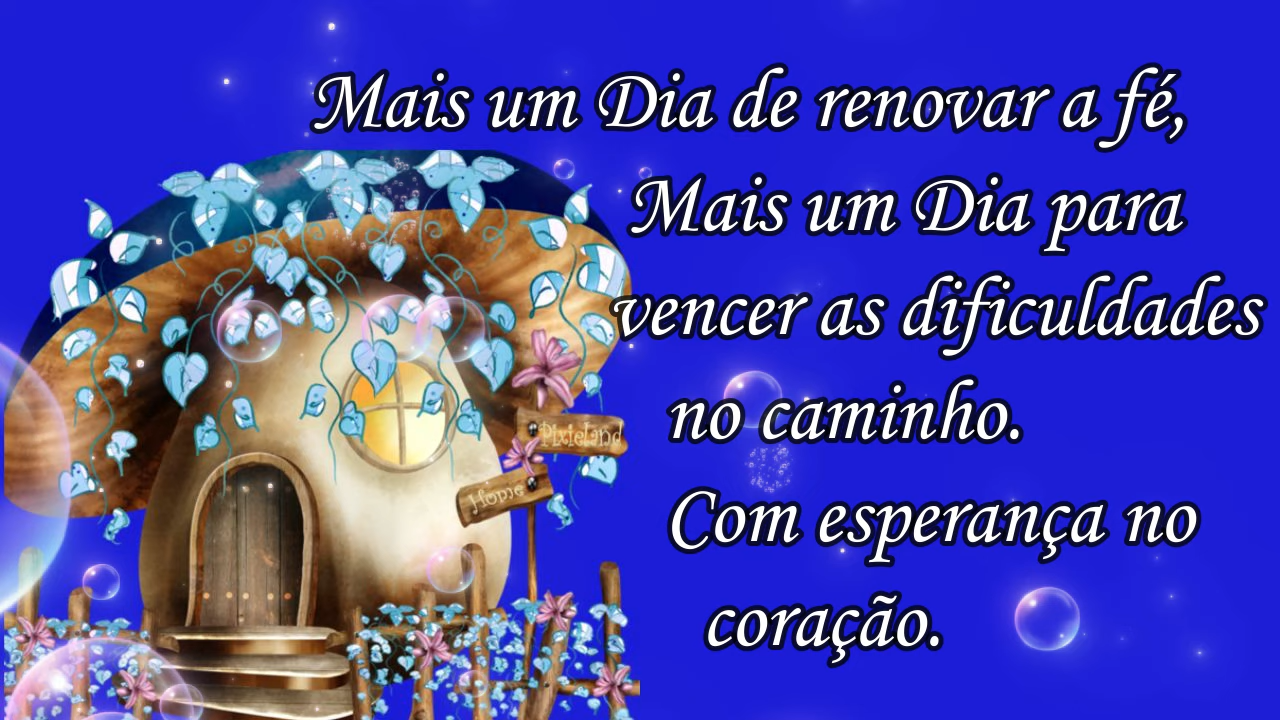 Mais um Dia de renovar a fé,
Mais um Dia para
vencer as dificuldades
no caminho.
Com esperança no
coração.
Pixieland
Home